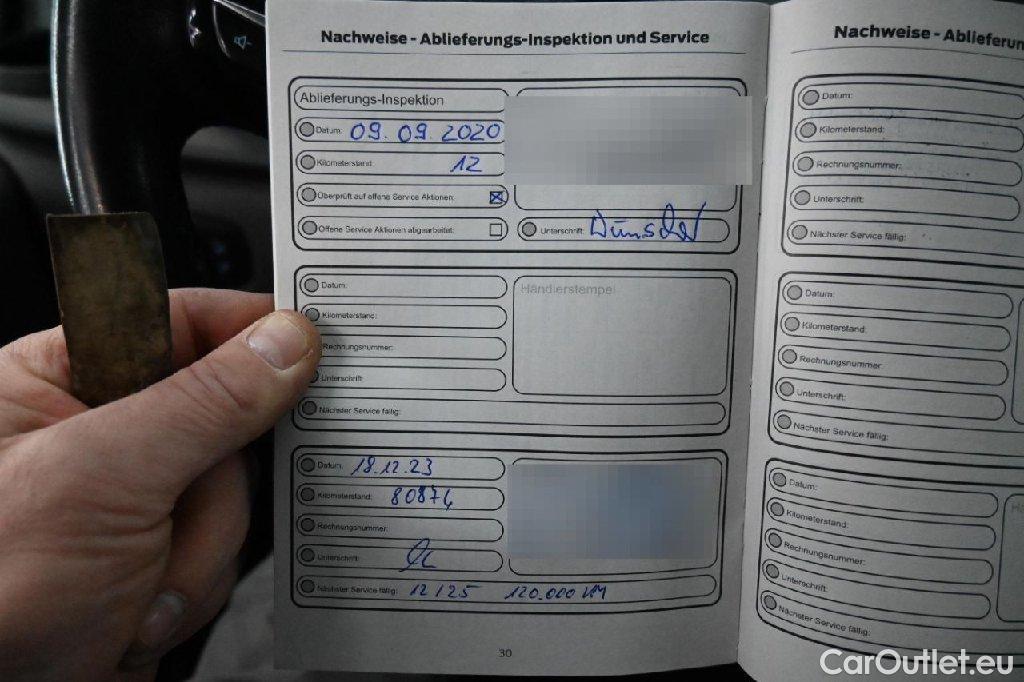 Nachweise - Ablieferungs-Inspektion und Service
Ablieferungs-Inspektion
Datum: 09.09.2020
Kilometerstand: 12
Überprüft auf offene Service Aktionen:
Offene Service Aktionen abgearbeitet:
Unterschrift:
Datum:
Kilometerstand:
Rechnungsnummer:
Unterschrift:
Nächster Service fällig:
Händlerstempel
Datum: 18.12.23
Kilometerstand: 80874
Rechnungsnummer:
Unterschrift:
Nächster Service fällig: 12/25 120.000 KM
30
Nachweise - Ablieferun
Datum:
Kilometerstand:
Rechnungsnummer:
Unterschrift:
Nächster Service fällig:
Datum:
Kilometerstand:
Rechnungsnummer:
Unterschrift:
Nächster Service fällig:
Datum:
Kilometerstand:
Rechnungsnummer:
Unterschrift:
Nächster Service fällig:
CarOutlet.eu